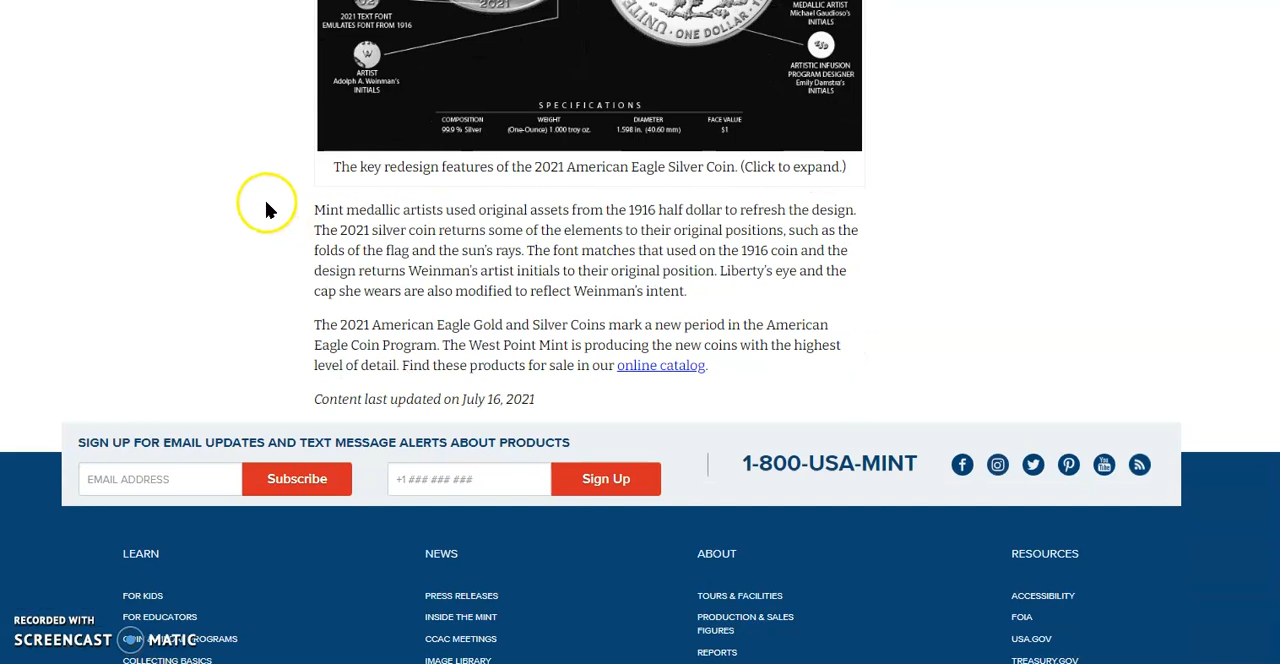 2021
2021 TEXT FONT
EMULATES FONT FROM 1916
W
ARTIST
Adolph A. Weinman's
INITIALS
· ONE DOLLAR ·
MEDALLIC ARTIST
Michael Gaudioso's
INITIALS
ARTISTIC INFUSION
PROGRAM DESIGNER
Emily Damstra's
INITIALS
SPECIFICATIONS
COMPOSITION WEIGHT DIAMETER FACE VALUE
99.9 % Silver (One-Ounce) 1.000 troy oz. 1.598 in. (40.60 mm) $1
The key redesign features of the 2021 American Eagle Silver Coin. (Click to expand.)
Mint medallic artists used original assets from the 1916 half dollar to refresh the design.
The 2021 silver coin returns some of the elements to their original positions, such as the
folds of the flag and the sun's rays. The font matches that used on the 1916 coin and the
design returns Weinman's artist initials to their original position. Liberty's eye and the
cap she wears are also modified to reflect Weinman's intent.
The 2021 American Eagle Gold and Silver Coins mark a new period in the American
Eagle Coin Program. The West Point Mint is producing the new coins with the highest
level of detail. Find these products for sale in our online catalog.
Content last updated on July 16, 2021
SIGN UP FOR EMAIL UPDATES AND TEXT MESSAGE ALERTS ABOUT PRODUCTS
EMAIL ADDRESS Subscribe +1 ### ### ### Sign Up 1-800-USA-MINT
LEARN NEWS ABOUT RESOURCES
FOR KIDS PRESS RELEASES TOURS & FACILITIES ACCESSIBILITY
FOR EDUCATORS INSIDE THE MINT PRODUCTION & SALES FIGURES FOIA
PROGRAMS CCAC MEETINGS REPORTS USA.GOV
COLLECTING BASICS IMAGE LIBRARY TREASURY.GOV
RECORDED WITH
SCREENCAST MATIC